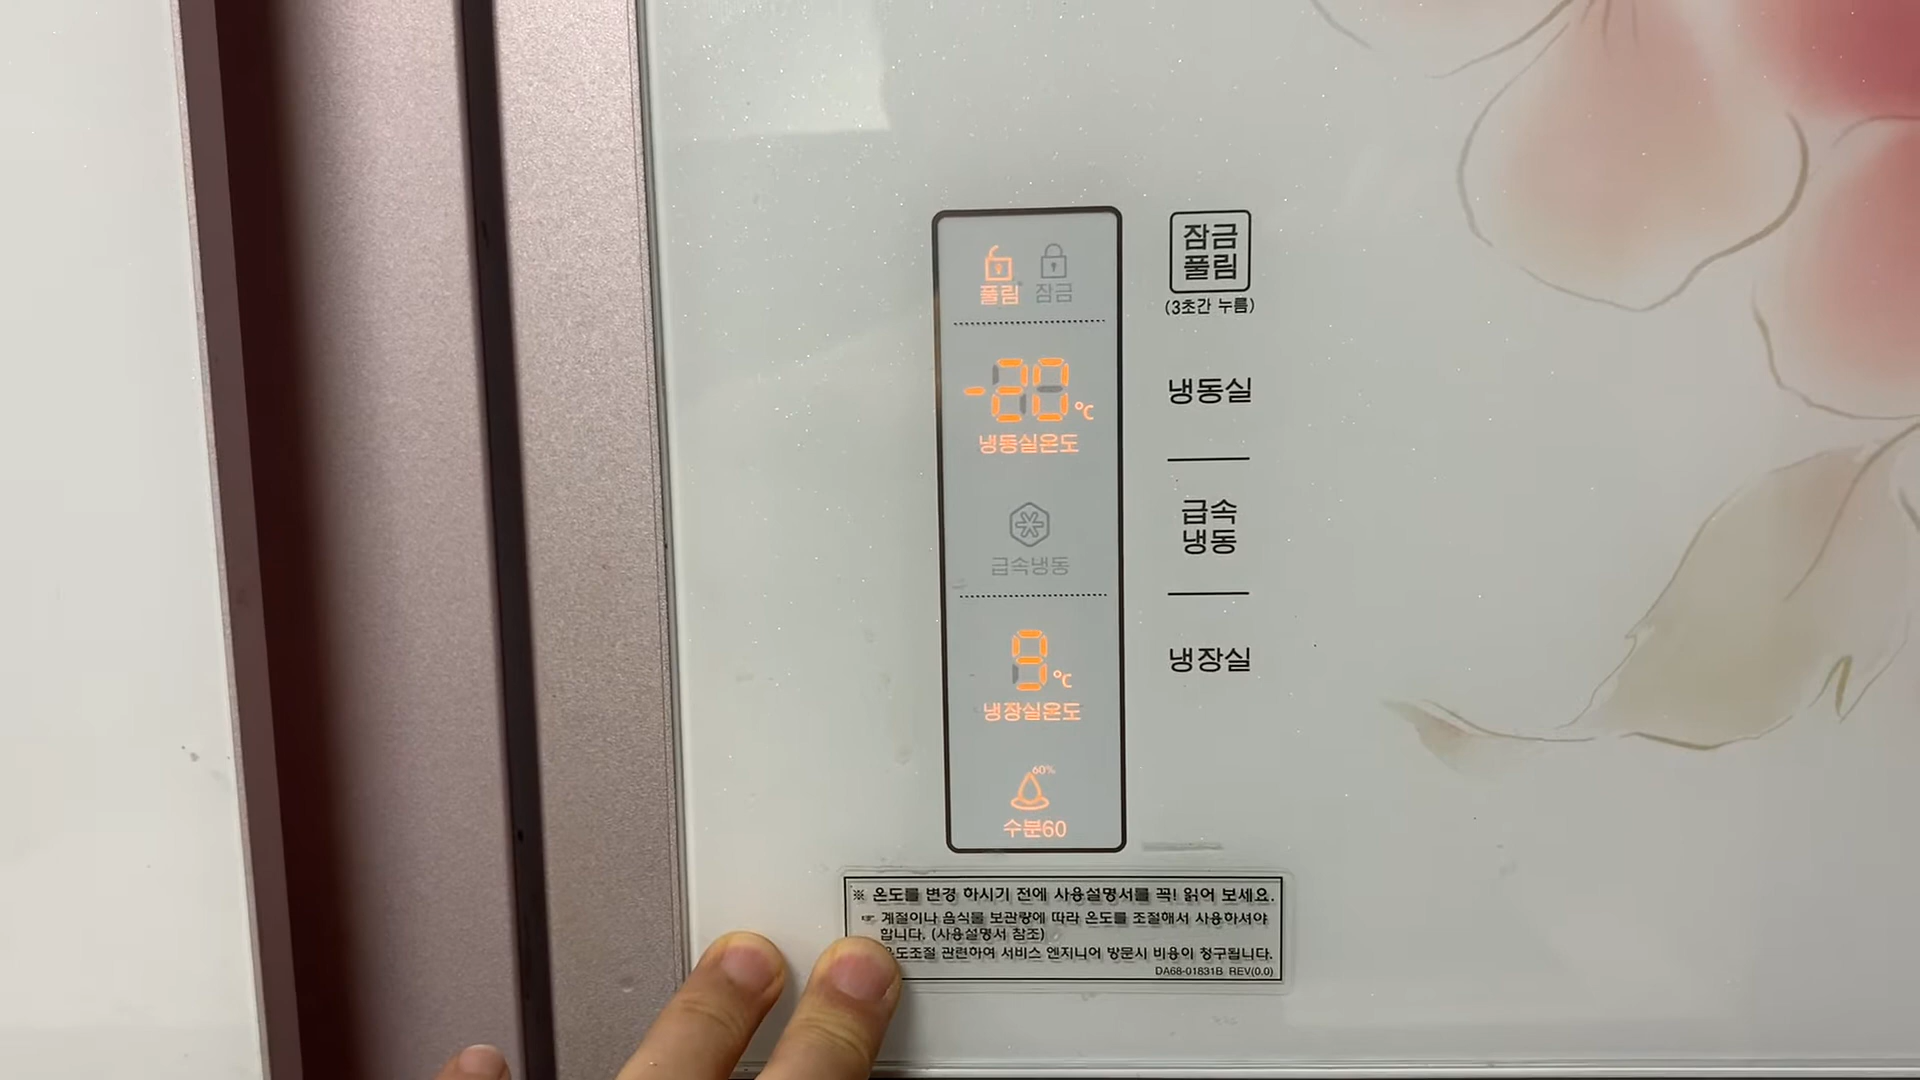 풀림 잠금
잠금
풀림
(3초간 누름)
-20℃
냉동실온도
냉동실
급속냉동
급속
냉동
9℃
냉장실온도
냉장실
60%
수분60
※ 온도를 변경 하시기 전에 사용설명서를 꼭! 읽어 보세요.
☞ 계절이나 음식물 보관량에 따라 온도를 조절해서 사용하셔야
합니다. (사용설명서 참조)
온도조절 관련하여 서비스 엔지니어 방문시 비용이 청구됩니다.
DA68-01831B REV(0.0)